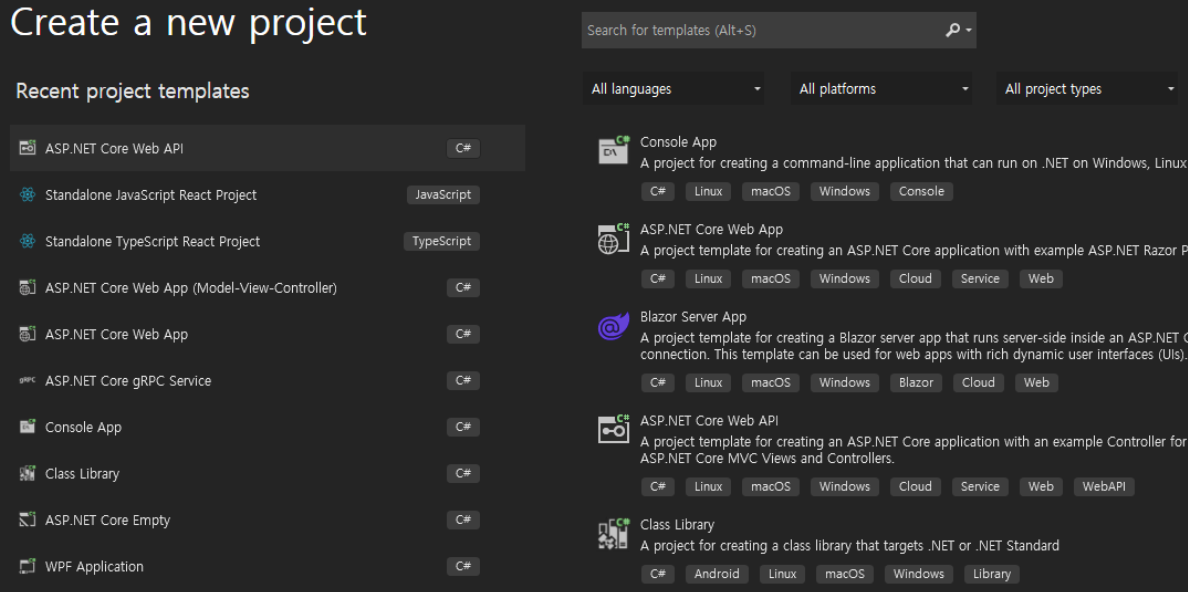 Create a new project
Search for templates (Alt+S)
Recent project templates
All languages
All platforms
All project types
ASP.NET Core Web API C#
Standalone JavaScript React Project JavaScript
Standalone TypeScript React Project TypeScript
ASP.NET Core Web App (Model-View-Controller) C#
ASP.NET Core Web App C#
ASP.NET Core gRPC Service C#
Console App C#
Class Library C#
ASP.NET Core Empty C#
WPF Application C#
Console App
A project for creating a command-line application that can run on .NET on Windows, Linux
C# Linux macOS Windows Console
ASP.NET Core Web App
A project template for creating an ASP.NET Core application with example ASP.NET Razor P
C# Linux macOS Windows Cloud Service Web
Blazor Server App
A project template for creating a Blazor server app that runs server-side inside an ASP.NET C
connection. This template can be used for web apps with rich dynamic user interfaces (UIs).
C# Linux macOS Windows Blazor Cloud Web
ASP.NET Core Web API
A project template for creating an ASP.NET Core application with an example Controller for
ASP.NET Core MVC Views and Controllers.
C# Linux macOS Windows Cloud Service Web WebAPI
Class Library
A project for creating a class library that targets .NET or .NET Standard
C# Android Linux macOS Windows Library